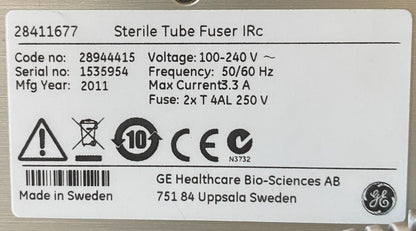 28411677 Sterile Tube Fuser IRc
Code no: 28944415 Voltage: 100-240 V ~
Serial no: 1535954 Frequency: 50/60 Hz
Mfg Year: 2011 Max Current3.3 A
Fuse: 2x T 4AL 250 V
10 CE C
N3732
GE Healthcare Bio-Sciences AB
Made in Sweden 751 84 Uppsala Sweden
GE